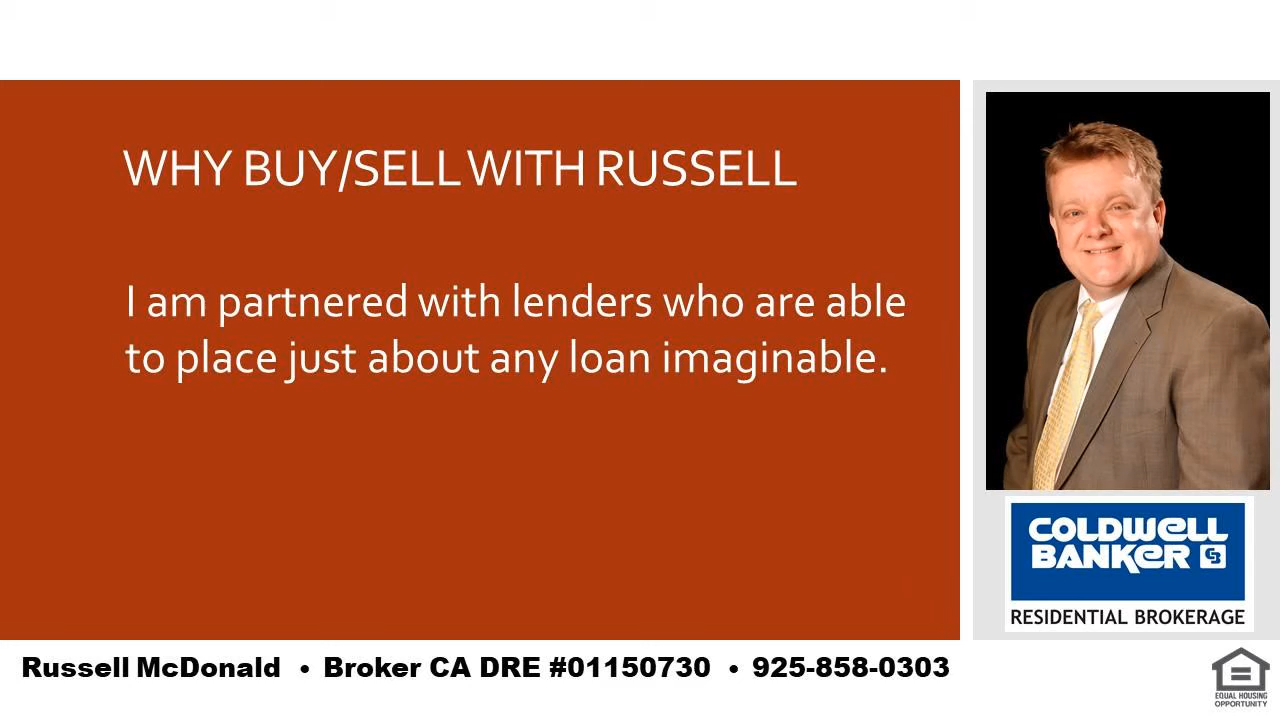 WHY BUY/SELL WITH RUSSELL
I am partnered with lenders who are able
to place just about any loan imaginable.
COLDWELL
BANKER CB
RESIDENTIAL BROKERAGE
Russell McDonald • Broker CA DRE #01150730 • 925-858-0303
EQUAL HOUSING
OPPORTUNITY